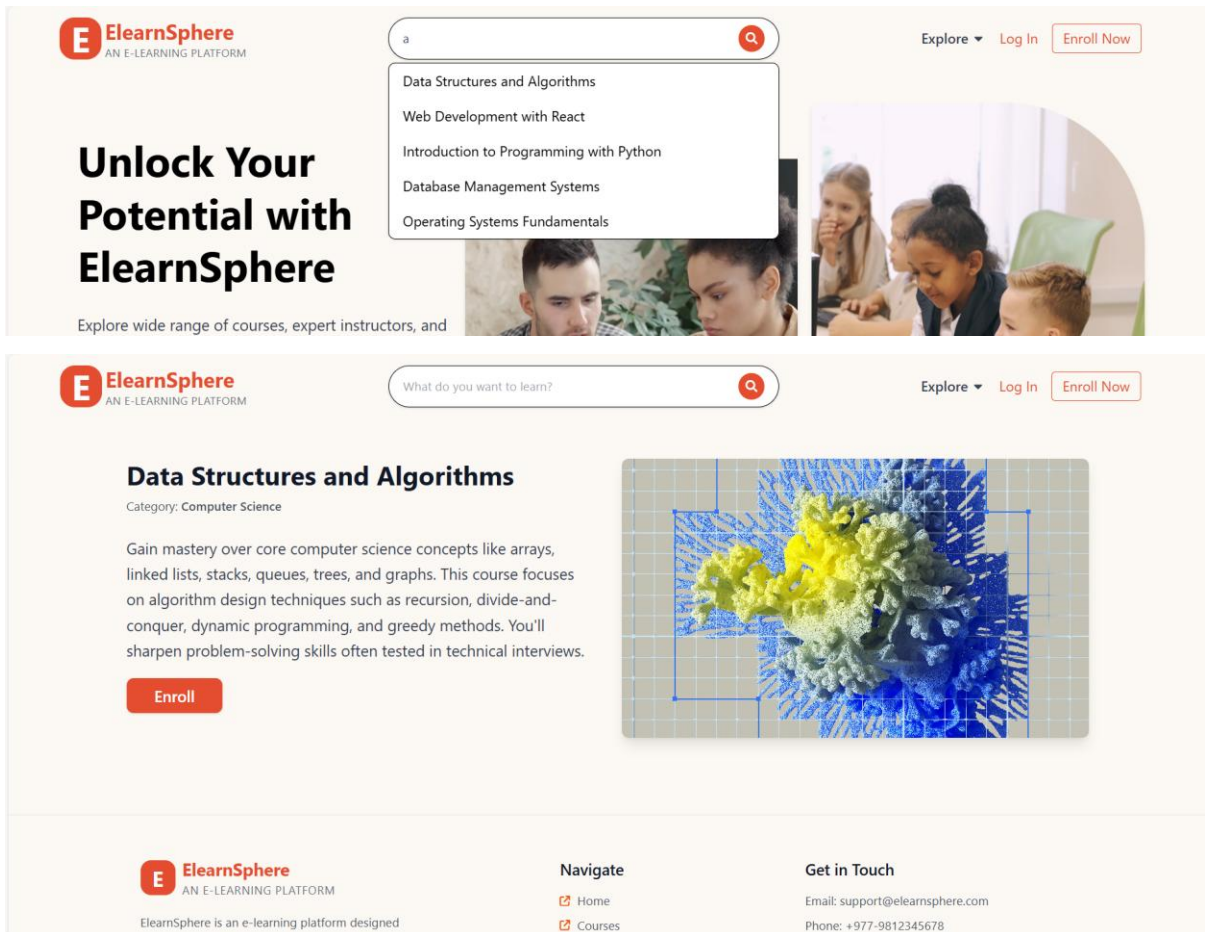 E
ElearnSphere
AN E-LEARNING PLATFORM
a
Explore
Log In
Enroll Now
Data Structures and Algorithms
Web Development with React
Introduction to Programming with Python
Database Management Systems
Operating Systems Fundamentals
Unlock Your
Potential with
ElearnSphere
Explore wide range of courses, expert instructors, and
E
ElearnSphere
AN E-LEARNING PLATFORM
What do you want to learn?
Explore
Log In
Enroll Now
Data Structures and Algorithms
Category: Computer Science
Gain mastery over core computer science concepts like arrays,
linked lists, stacks, queues, trees, and graphs. This course focuses
on algorithm design techniques such as recursion, divide-and-
conquer, dynamic programming, and greedy methods. You'll
sharpen problem-solving skills often tested in technical interviews.
Enroll
E
ElearnSphere
AN E-LEARNING PLATFORM
ElearnSphere is an e-learning platform designed
Navigate
Home
Courses
Get in Touch
Email: support@elearnsphere.com
Phone: +977-9812345678